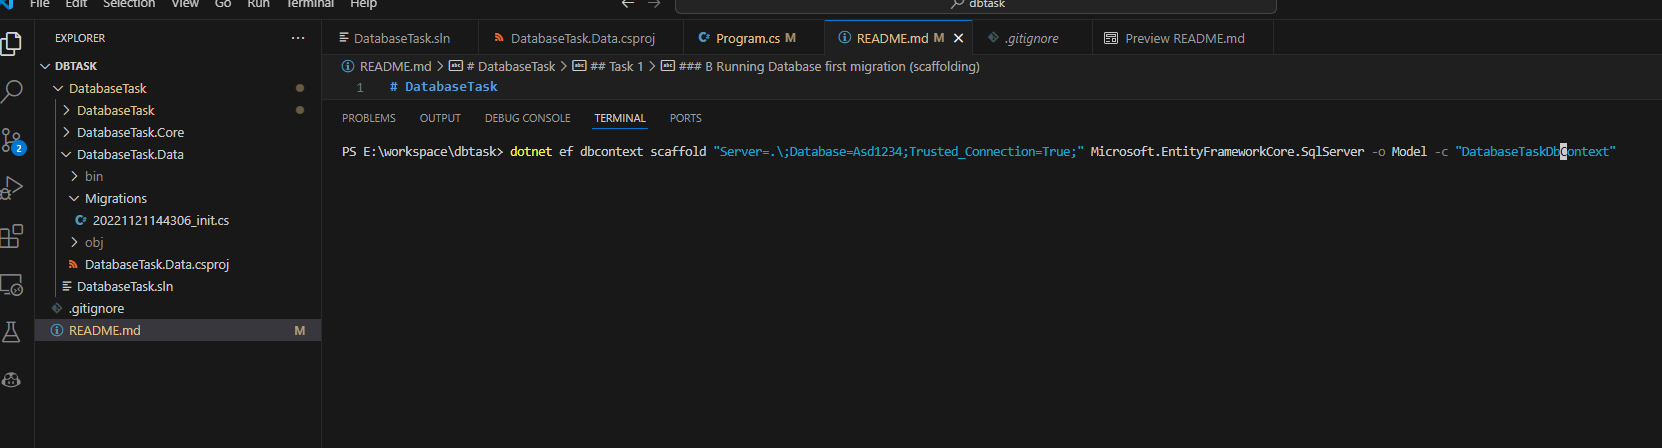 File Edit Selection View Go Run Terminal Help
dbtask
EXPLORER
DBTASK
DatabaseTask
DatabaseTask
DatabaseTask.Core
DatabaseTask.Data
bin
Migrations
C# 20221121144306_init.cs
obj
DatabaseTask.Data.csproj
DatabaseTask.sln
.gitignore
README.md M
2
DatabaseTask.sln
DatabaseTask.Data.csproj
C# Program.cs M
README.md M
.gitignore
Preview README.md
README.md > abc # DatabaseTask > abc ## Task 1 > abc ### B Running Database first migration (scaffolding)
1 # DatabaseTask
PROBLEMS OUTPUT DEBUG CONSOLE TERMINAL PORTS
PS E:\workspace\dbtask> dotnet ef dbcontext scaffold "Server=.\;Database=Asd1234;Trusted_Connection=True;" Microsoft.EntityFrameworkCore.SqlServer -o Model -c "DatabaseTaskDbContext"